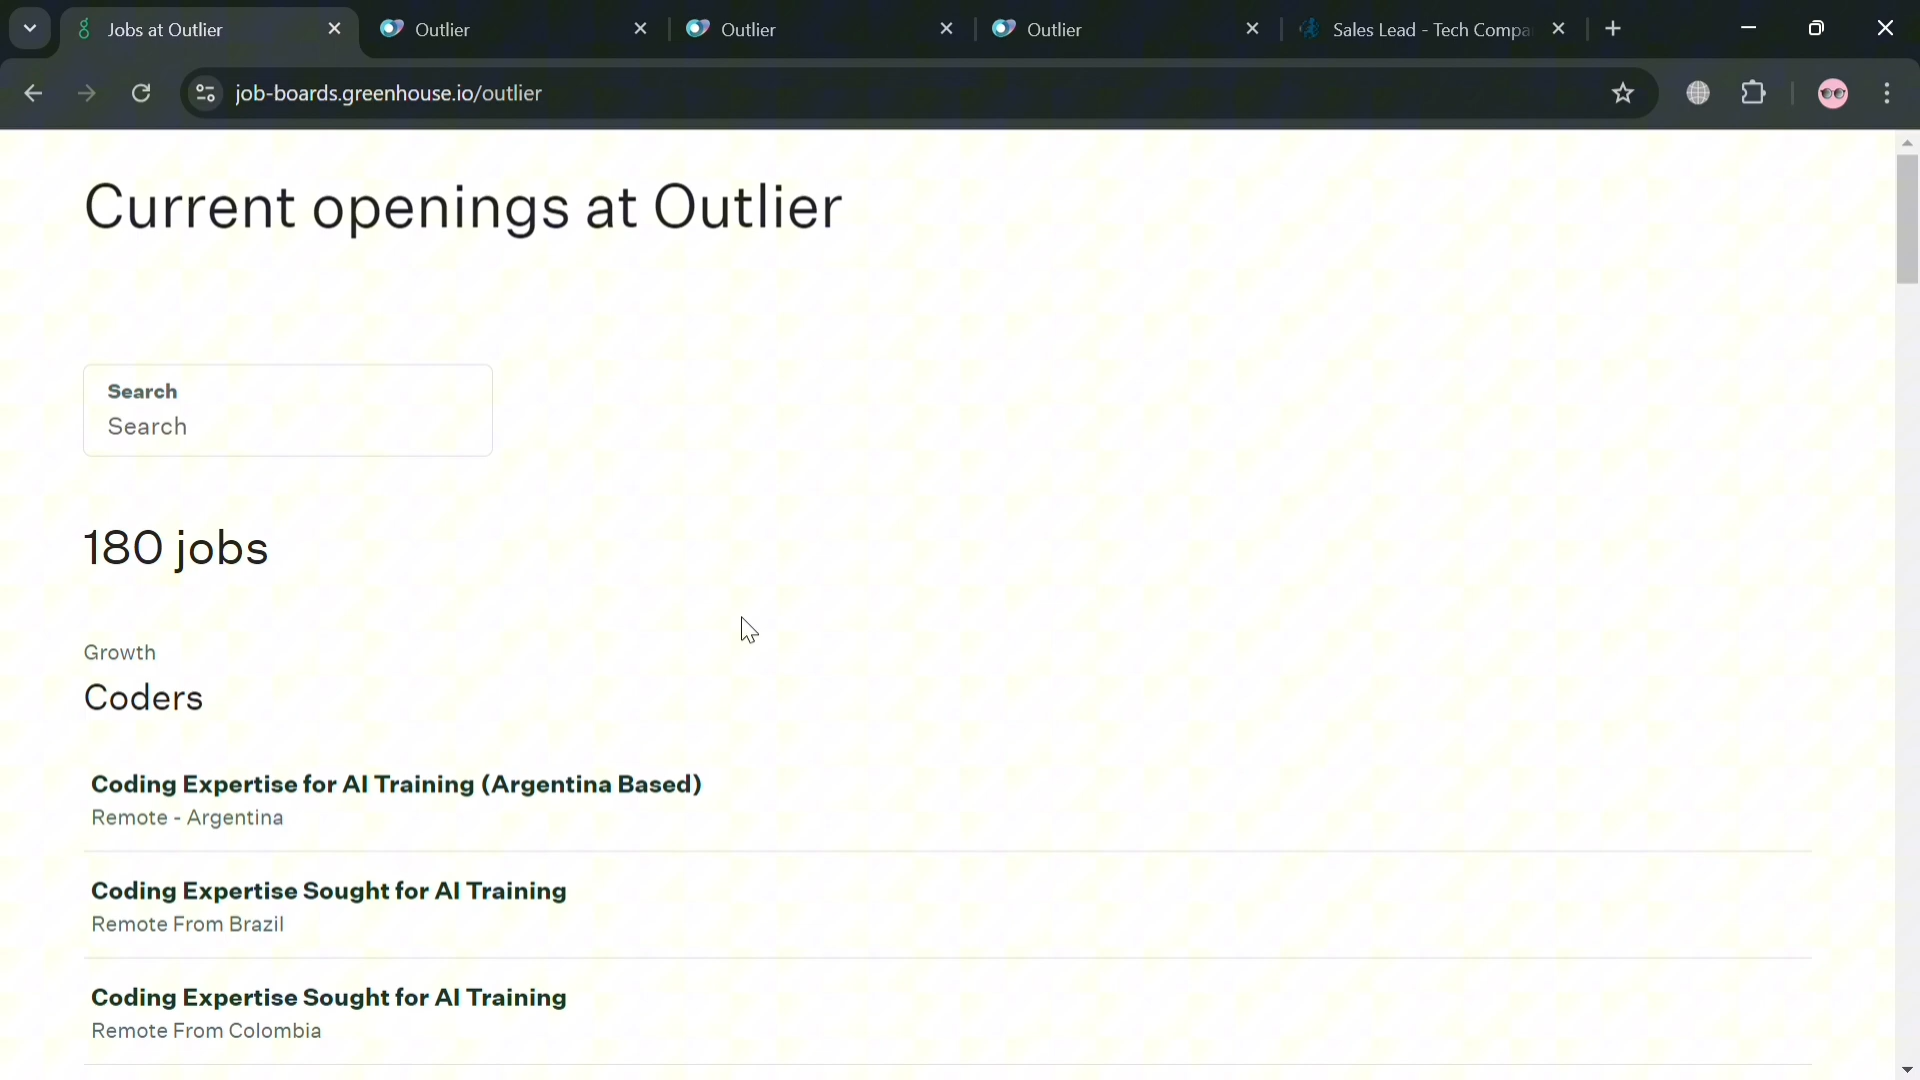 Jobs at Outlier
Outlier
Outlier
Outlier
Sales Lead - Tech Compa
job-boards.greenhouse.io/outlier
Current openings at Outlier
Search
Search
180 jobs
Growth
Coders
Coding Expertise for AI Training (Argentina Based)
Remote - Argentina
Coding Expertise Sought for AI Training
Remote From Brazil
Coding Expertise Sought for AI Training
Remote From Colombia